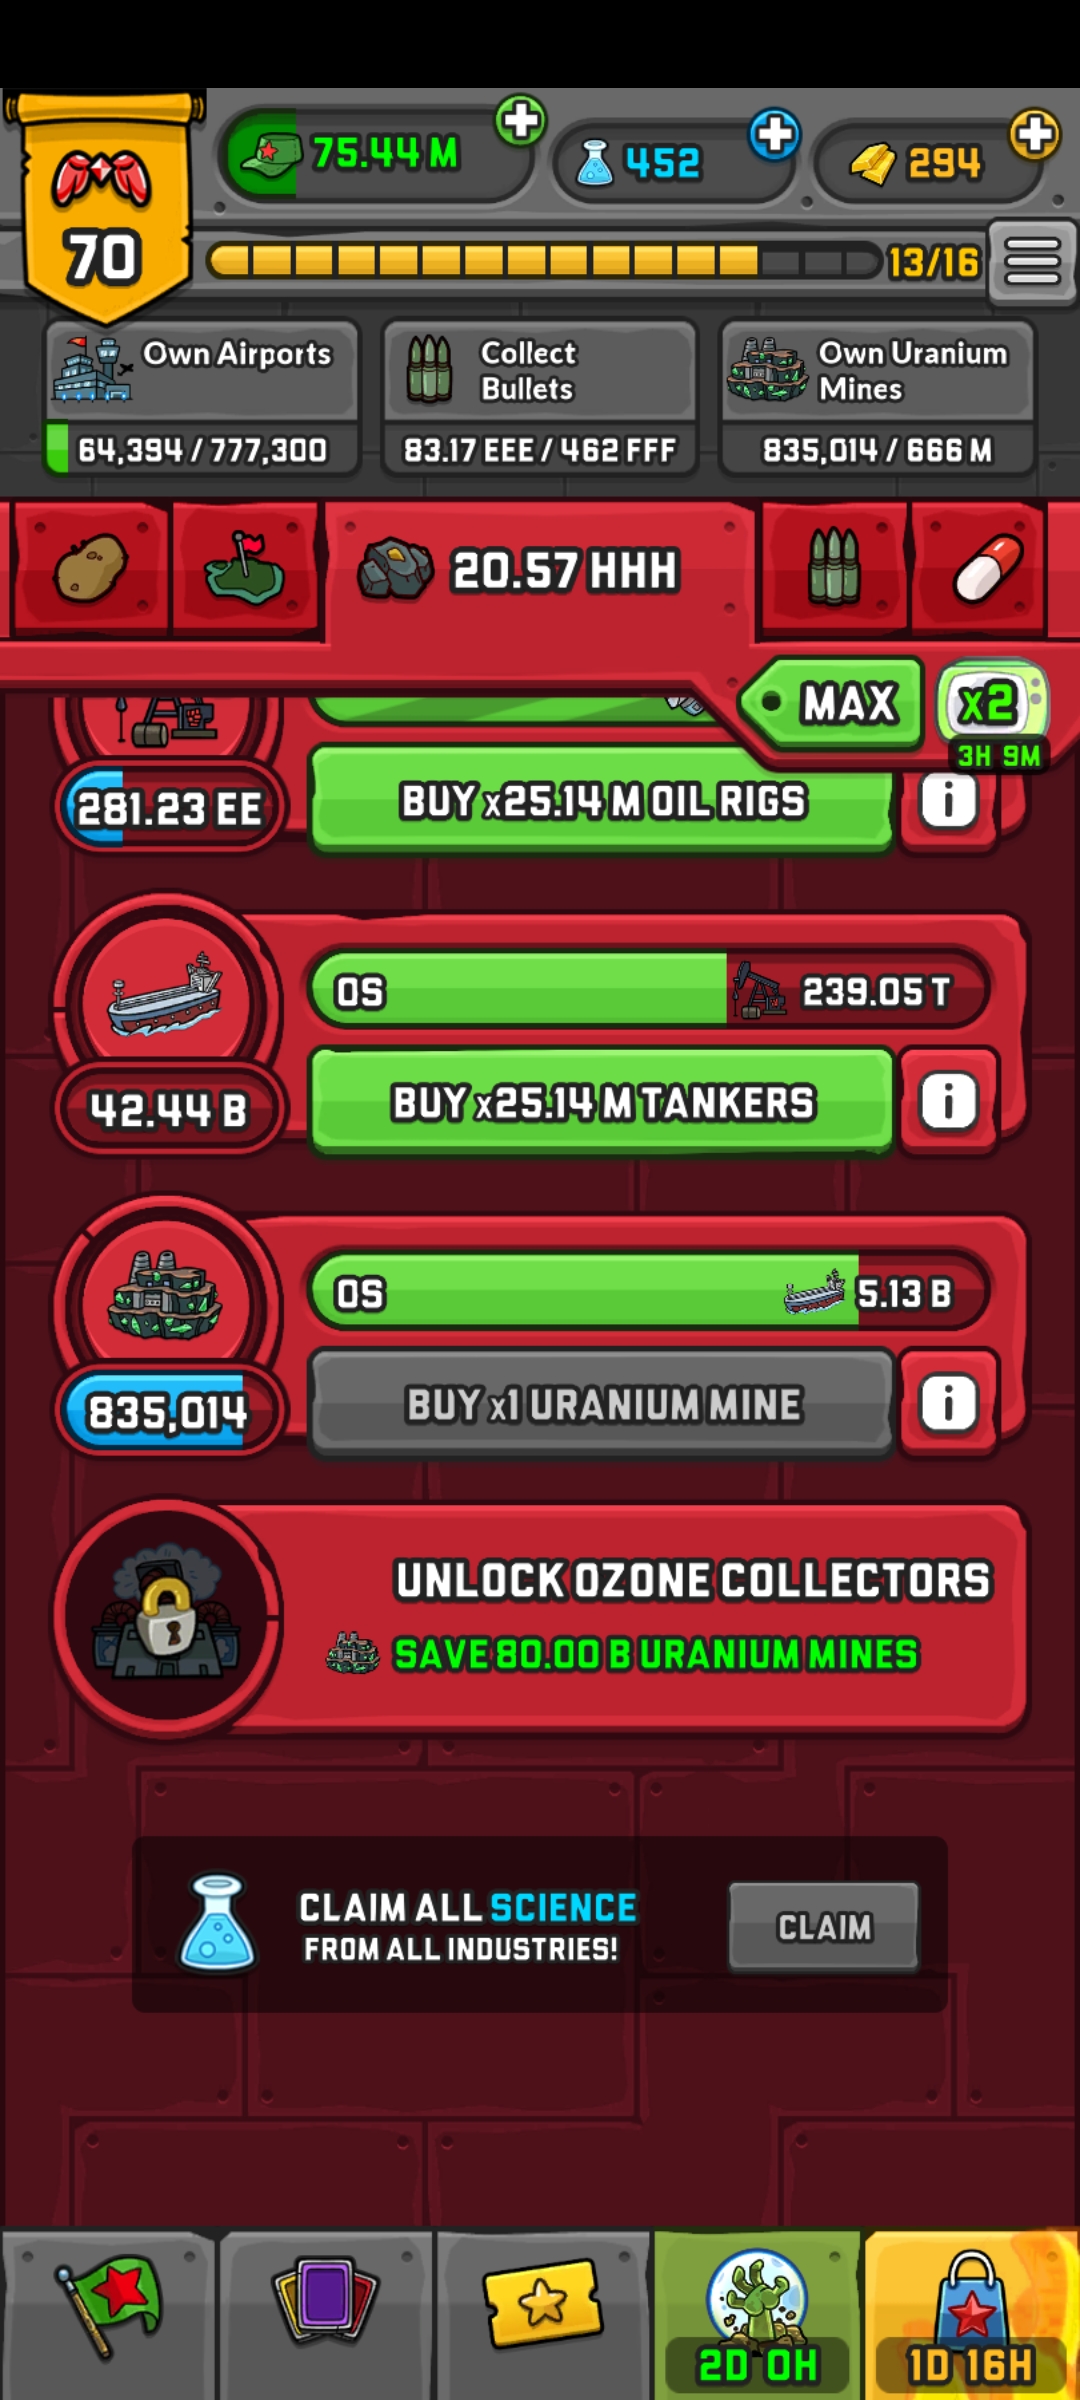 75.44 M
452
294
70
13/16
Own Airports
64,394 / 777,300
Collect
Bullets
83.17 EEE / 462 FFF
Own Uranium
Mines
835,014 / 666 M
20.57 HHH
MAX
x2
3H 9M
281.23 EE
BUY x25.14 M OIL RIGS
i
0S
239.05 T
42.44 B
BUY x25.14 M TANKERS
i
0S
5.13 B
835,014
BUY x1 URANIUM MINE
i
UNLOCK OZONE COLLECTORS
SAVE 80.00 B URANIUM MINES
CLAIM ALL SCIENCE
FROM ALL INDUSTRIES!
CLAIM
2D 0H
1D 16H